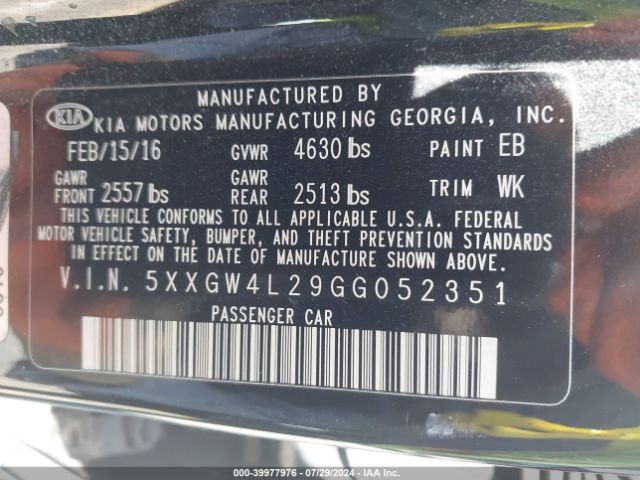 MANUFACTURED BY
KIA KIA MOTORS MANUFACTURING GEORGIA, INC.
FEB/15/16 GVWR 4630 lbs PAINT EB
GAWR FRONT 2557 lbs GAWR REAR 2513 lbs TRIM WK
THIS VEHICLE CONFORMS TO ALL APPLICABLE U.S.A. FEDERAL
MOTOR VEHICLE SAFETY, BUMPER, AND THEFT PREVENTION STANDARDS
IN EFFECT ON THE DATE OF MANUFACTURE SHOWN ABOVE.
V.I.N. 5XXGW4L29GG052351
PASSENGER CAR
000-39977976 - 07/29/2024 - IAA Inc.